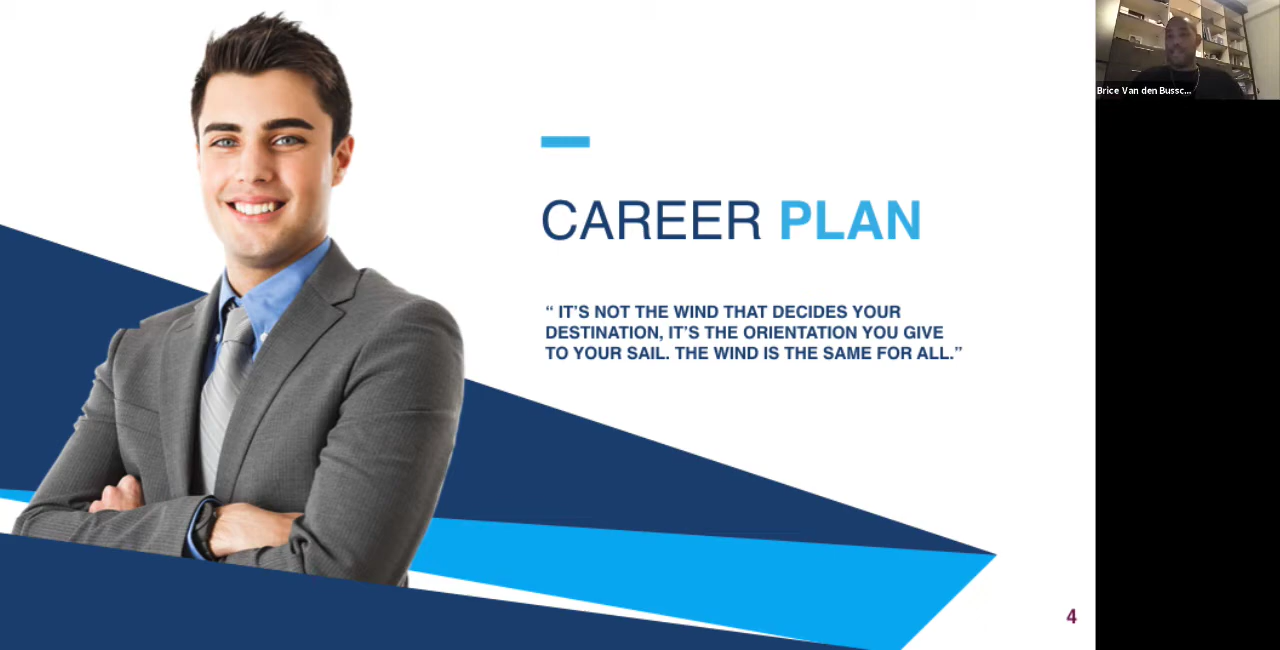 Brice Van den Bussc...
CAREER PLAN
“ IT’S NOT THE WIND THAT DECIDES YOUR
DESTINATION, IT’S THE ORIENTATION YOU GIVE
TO YOUR SAIL. THE WIND IS THE SAME FOR ALL.”
4